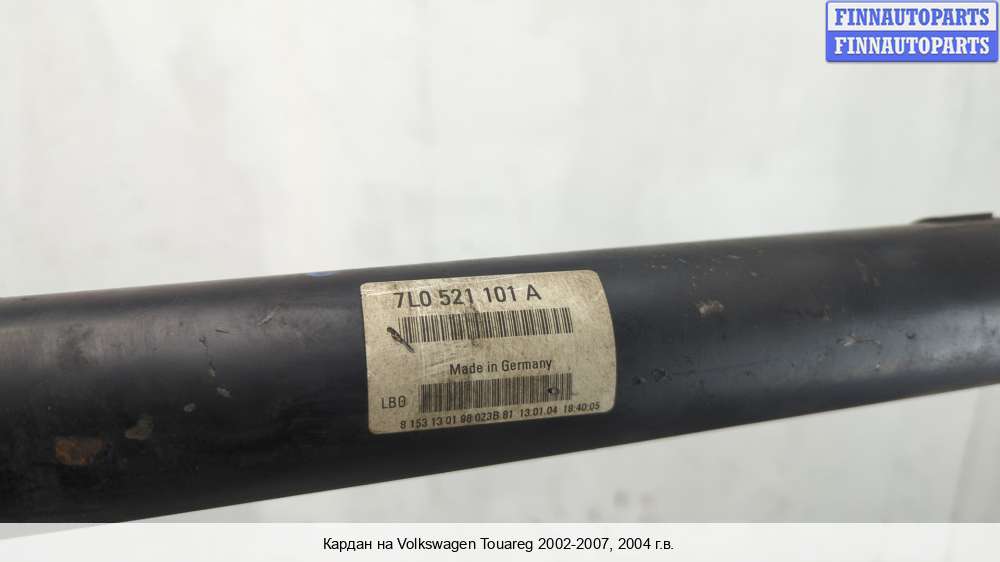 FINNAUTOPARTS
FINNAUTOPARTS
7L0 521 101 A
Made in Germany
LB0
8 153 13 01 98 023B 81 13.01.04 18:40:05
Кардан на Volkswagen Touareg 2002-2007, 2004 г.в.